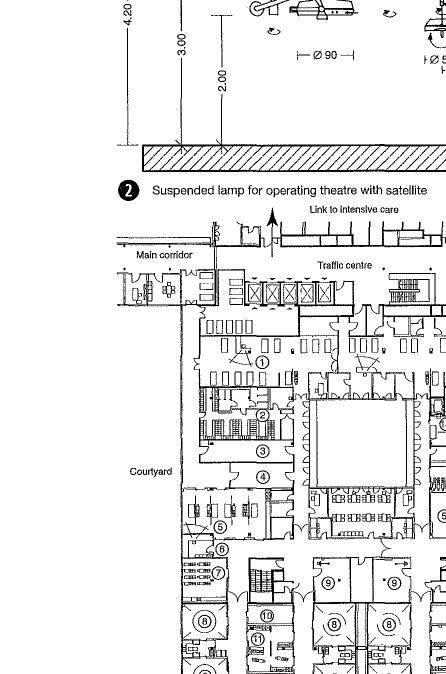 4.20
3.00
2.00
Ø 90
Ø 5
2 Suspended lamp for operating theatre with satellite
Link to intensive care
Main corridor
Traffic centre
1
2
3
4
Courtyard
5
5
6
7
9
9
8
8
8
10
11